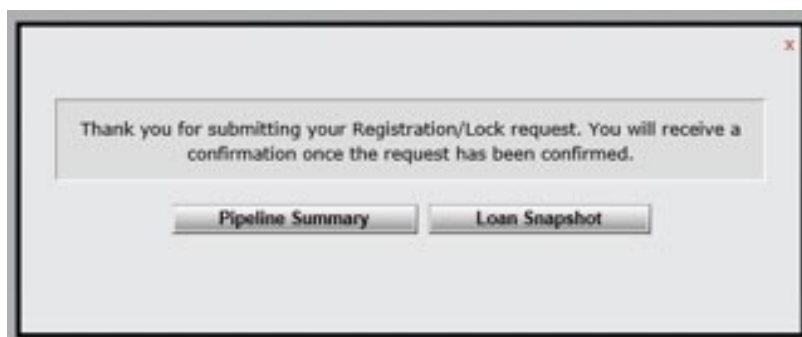 x
Thank you for submitting your Registration/Lock request. You will receive a
confirmation once the request has been confirmed.
Pipeline Summary Loan Snapshot